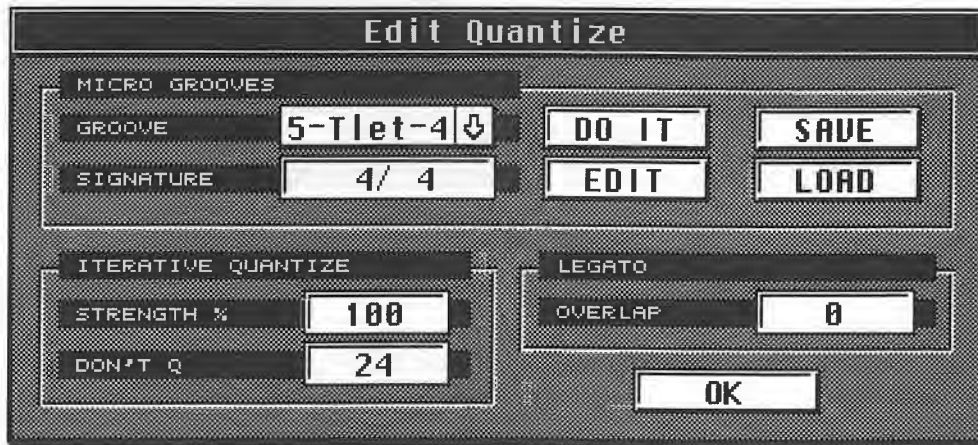 Edit Quantize
MICRO GROOVES
GROOVE 5-Tlet-4 DO IT SAVE
SIGNATURE 4/ 4 EDIT LOAD
ITERATIVE QUANTIZE
STRENGTH % 100
DON'T Q 24
LEGATO
OVERLAP 0
OK